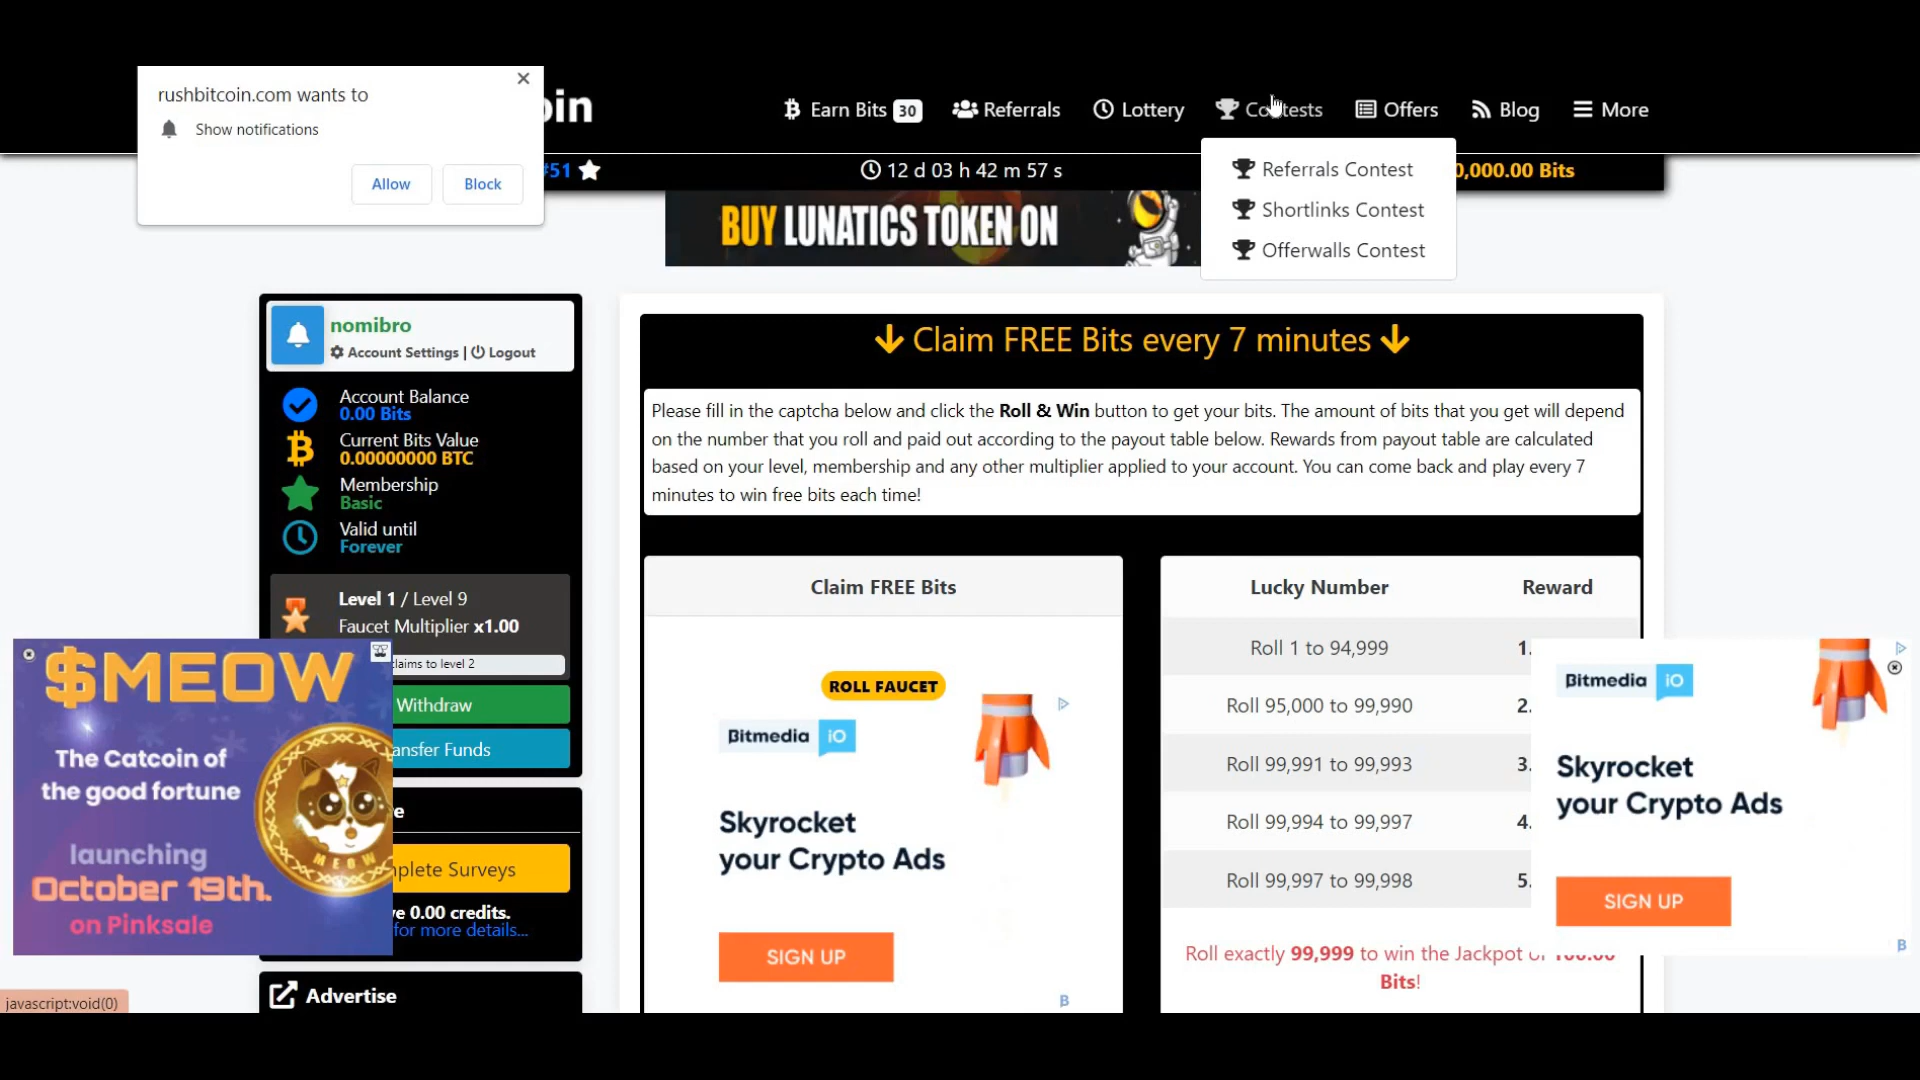 rushbitcoin.com wants to
Show notifications
Allow
Block
oin
Earn Bits 30
Referrals
Lottery
Contests
Offers
Blog
More
#51
12 d 03 h 42 m 57 s
0,000.00 Bits
Referrals Contest
Shortlinks Contest
Offerwalls Contest
BUY LUNATICS TOKEN ON
nomibro
Account Settings | Logout
Account Balance
0.00 Bits
Current Bits Value
0.00000000 BTC
Membership
Basic
Valid until
Forever
Level 1 / Level 9
Faucet Multiplier x1.00
claims to level 2
Withdraw
ansfer Funds
e
plete Surveys
e 0.00 credits.
for more details...
Advertise
$MEOW
The Catcoin of
the good fortune
launching
October 19th.
on Pinksale
MEOW
javascript:void(0)
Claim FREE Bits every 7 minutes
Please fill in the captcha below and click the Roll & Win button to get your bits. The amount of bits that you get will depend
on the number that you roll and paid out according to the payout table below. Rewards from payout table are calculated
based on your level, membership and any other multiplier applied to your account. You can come back and play every 7
minutes to win free bits each time!
Claim FREE Bits
ROLL FAUCET
Bitmedia iO
Skyrocket
your Crypto Ads
SIGN UP
B
Lucky Number Reward
Roll 1 to 94,999 1.
Roll 95,000 to 99,990 2.
Roll 99,991 to 99,993 3.
Roll 99,994 to 99,997 4.
Roll 99,997 to 99,998 5.
Roll exactly 99,999 to win the Jackpot of 100.00
Bits!
Bitmedia iO
Skyrocket
your Crypto Ads
SIGN UP
B